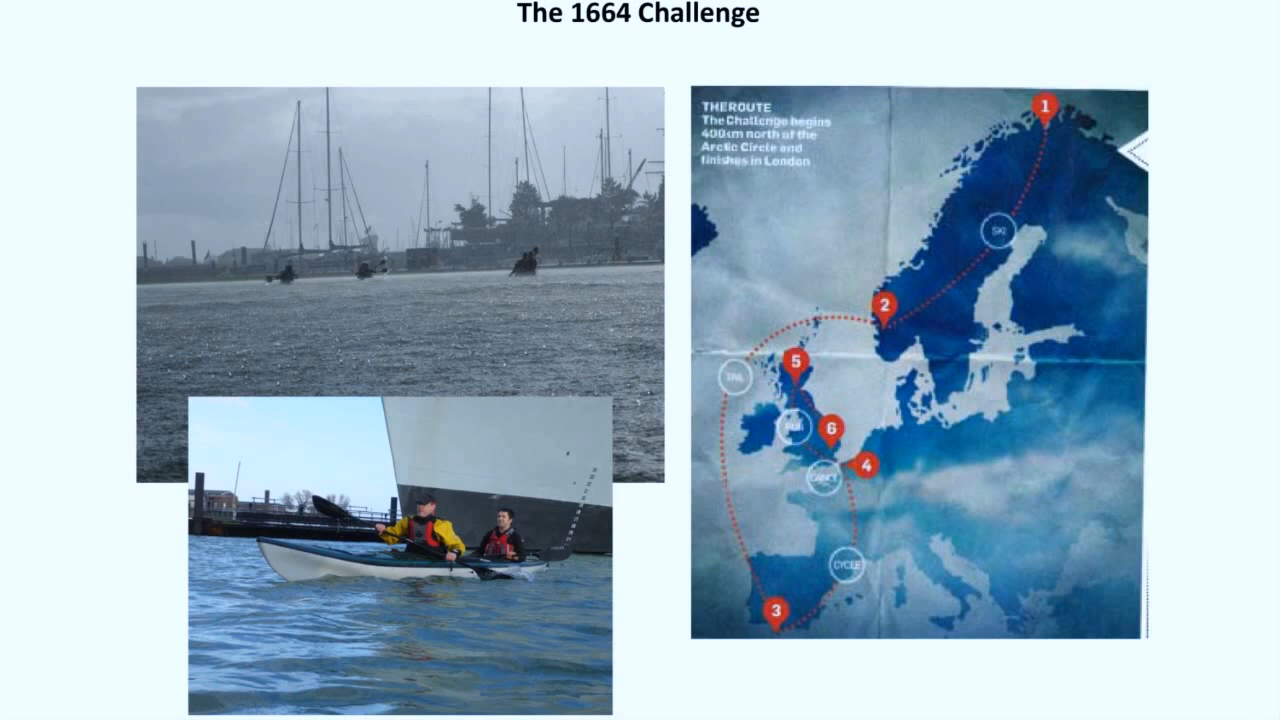 The 1664 Challenge
THE ROUTE
The Challenge begins
400km north of the
Arctic Circle and
finishes in London
1
SKI
2
5
SAIL
RUN
6
4
CANOE
CYCLE
3